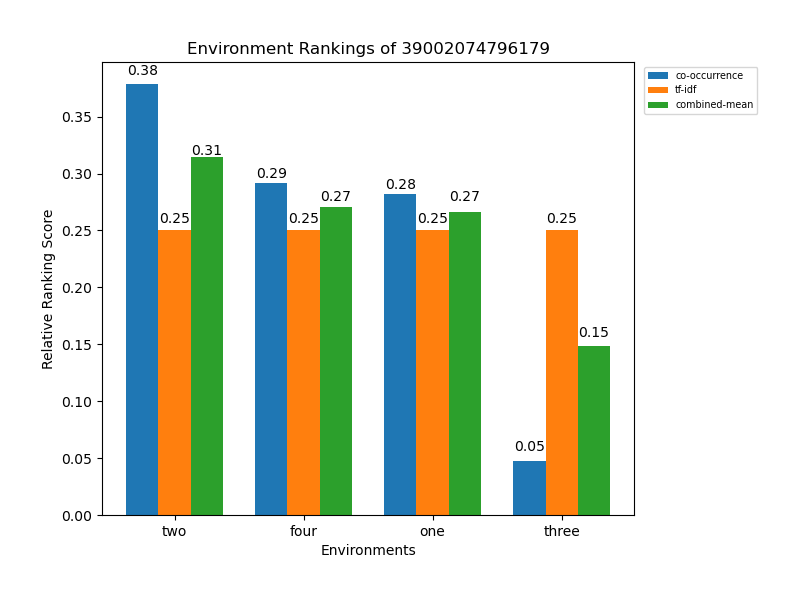 Environment Rankings of 39002074796179
co-occurrence
tf-idf
combined-mean
Relative Ranking Score
0.35
0.30
0.25
0.20
0.15
0.10
0.05
0.00
0.38
0.25
0.31
0.29
0.25
0.27
0.28
0.25
0.27
0.05
0.25
0.15
two
four
one
three
Environments